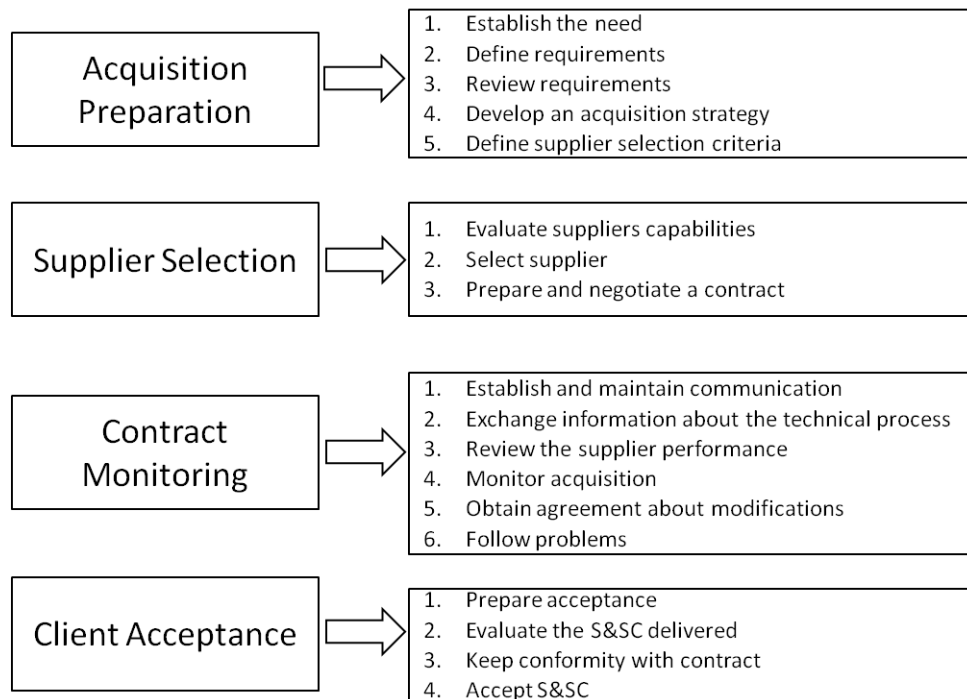 Acquisition
Preparation
1. Establish the need
2. Define requirements
3. Review requirements
4. Develop an acquisition strategy
5. Define supplier selection criteria
Supplier Selection
1. Evaluate suppliers capabilities
2. Select supplier
3. Prepare and negotiate a contract
Contract
Monitoring
1. Establish and maintain communication
2. Exchange information about the technical process
3. Review the supplier performance
4. Monitor acquisition
5. Obtain agreement about modifications
6. Follow problems
Client Acceptance
1. Prepare acceptance
2. Evaluate the S&SC delivered
3. Keep conformity with contract
4. Accept S&SC